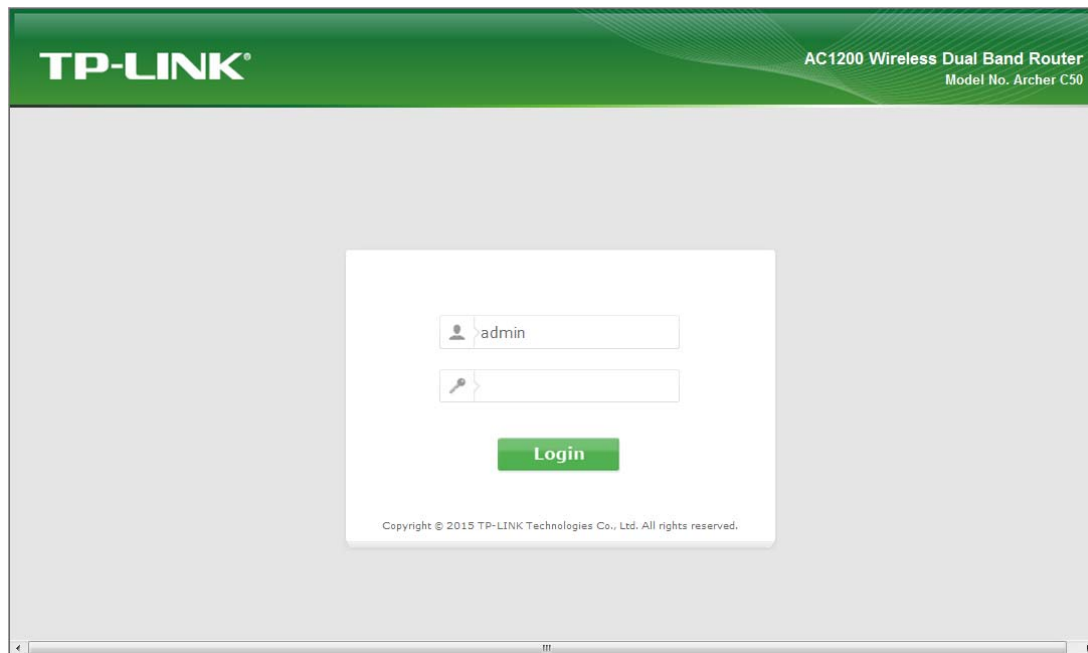 TP-LINK®
AC1200 Wireless Dual Band Router
Model No. Archer C50
admin
Login
Copyright © 2015 TP-LINK Technologies Co., Ltd. All rights reserved.